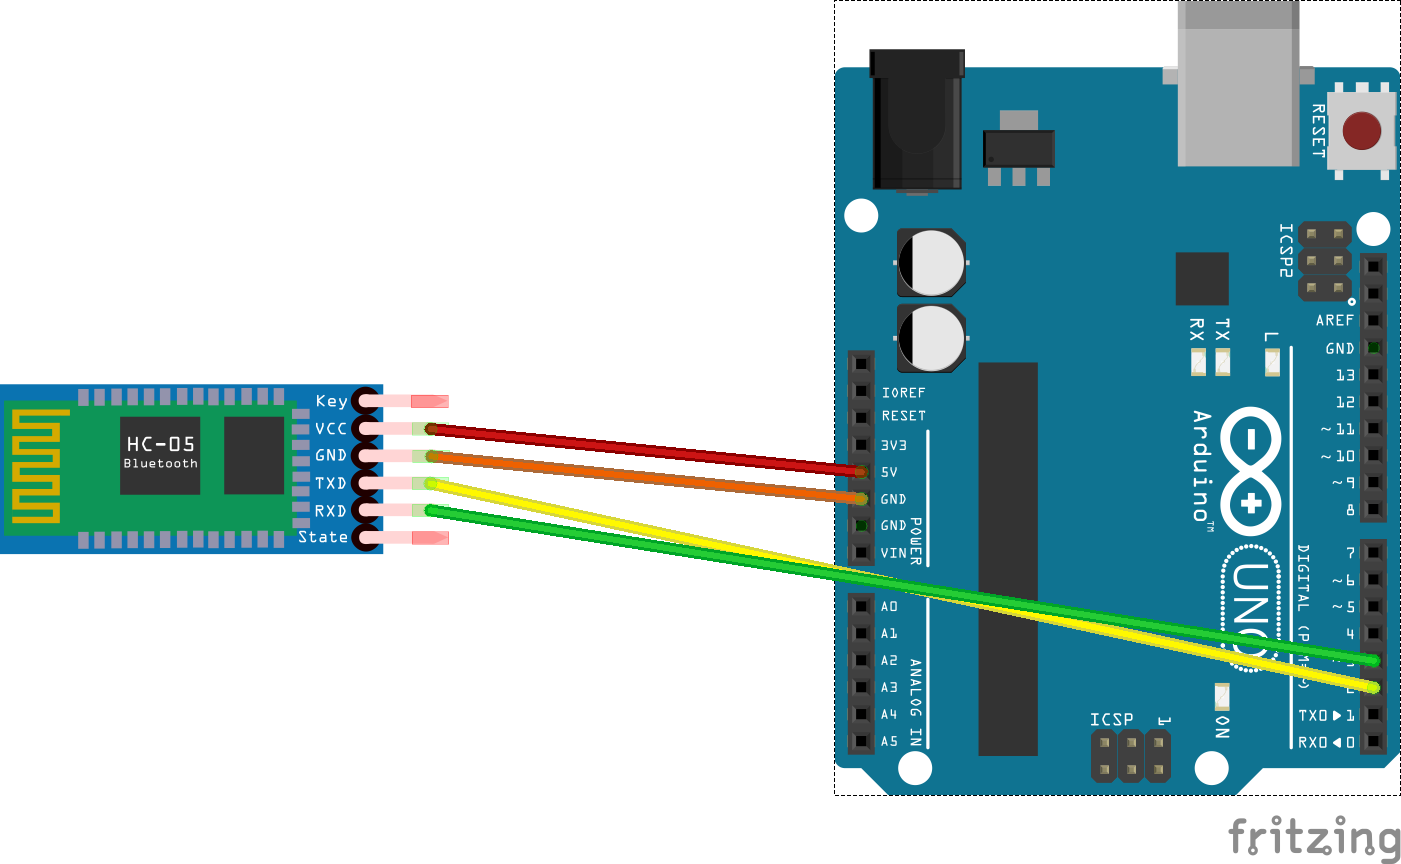 HC-05
Bluetooth
Key
VCC
GND
TXD
RXD
State
RESET
ICSP2
AREF
GND
13
12
~11
~10
~9
8
7
~6
~5
4
TX0▶1
RX0◀0
RX
TX
L
Arduino™
UNO
DIGITAL
IOREF
RESET
3V3
5V
GND
GND
VIN
POWER
A0
A1
A2
A3
A4
A5
ANALOG IN
ICSP
1
ON
fritzing